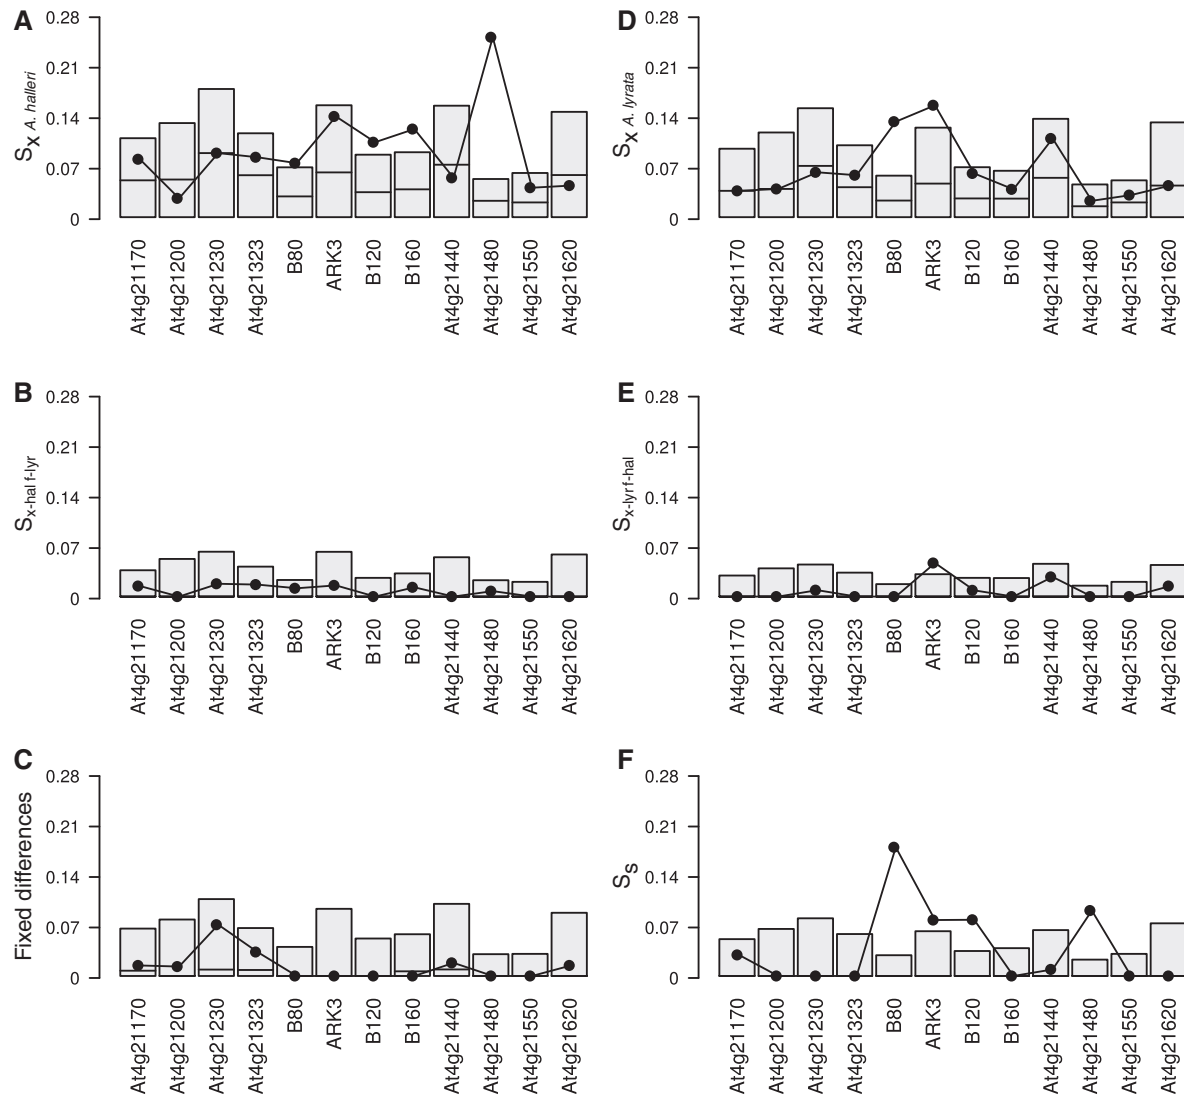 A
0.28
0.21
0.14
0.07
0
Sx A. halleri
At4g21170
At4g21200
At4g21230
At4g21323
B80
ARK3
B120
B160
At4g21440
At4g21480
At4g21550
At4g21620
D
0.28
0.21
0.14
0.07
0
Sx A. lyrata
At4g21170
At4g21200
At4g21230
At4g21323
B80
ARK3
B120
B160
At4g21440
At4g21480
At4g21550
At4g21620
B
0.28
0.21
0.14
0.07
0
Sx-hal f-lyr
At4g21170
At4g21200
At4g21230
At4g21323
B80
ARK3
B120
B160
At4g21440
At4g21480
At4g21550
At4g21620
E
0.28
0.21
0.14
0.07
0
Sx-lyr f-hal
At4g21170
At4g21200
At4g21230
At4g21323
B80
ARK3
B120
B160
At4g21440
At4g21480
At4g21550
At4g21620
C
0.28
0.21
0.14
0.07
0
Fixed differences
At4g21170
At4g21200
At4g21230
At4g21323
B80
ARK3
B120
B160
At4g21440
At4g21480
At4g21550
At4g21620
F
0.28
0.21
0.14
0.07
0
Ss
At4g21170
At4g21200
At4g21230
At4g21323
B80
ARK3
B120
B160
At4g21440
At4g21480
At4g21550
At4g21620